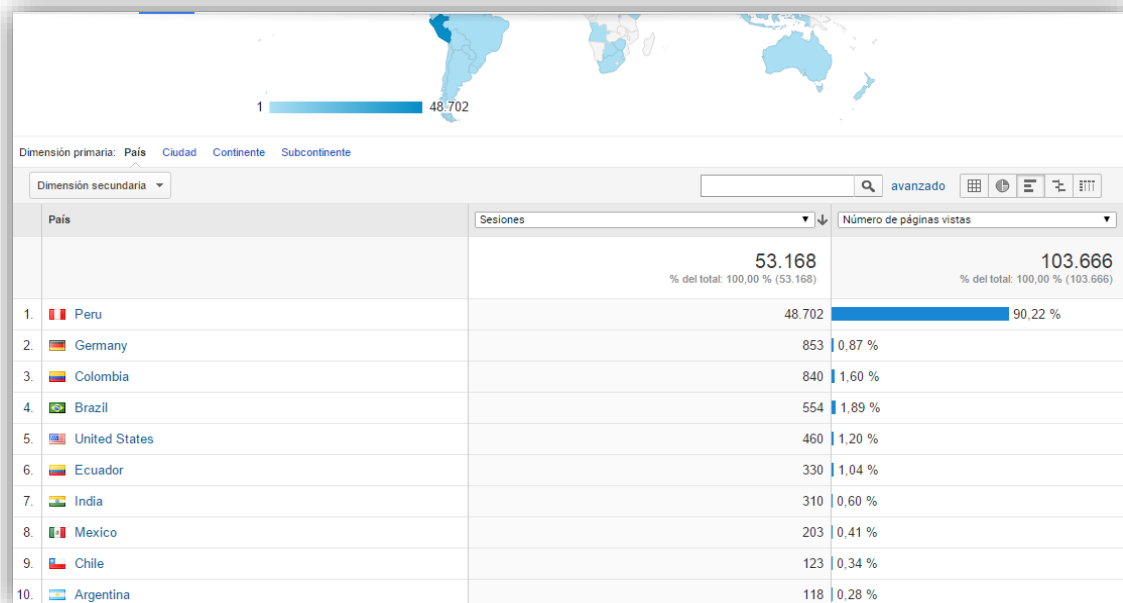 1 48.702
Dimensión primaria: País Ciudad Continente Subcontinente
Dimensión secundaria
avanzado
País Sesiones Número de páginas vistas
53.168 103.666
% del total: 100,00 % (53.168) % del total: 100,00 % (103.666)
1. Peru 48.702 90,22 %
2. Germany 853 0,87 %
3. Colombia 840 1,60 %
4. Brazil 554 1,89 %
5. United States 460 1,20 %
6. Ecuador 330 1,04 %
7. India 310 0,60 %
8. Mexico 203 0,41 %
9. Chile 123 0,34 %
10. Argentina 118 0,28 %